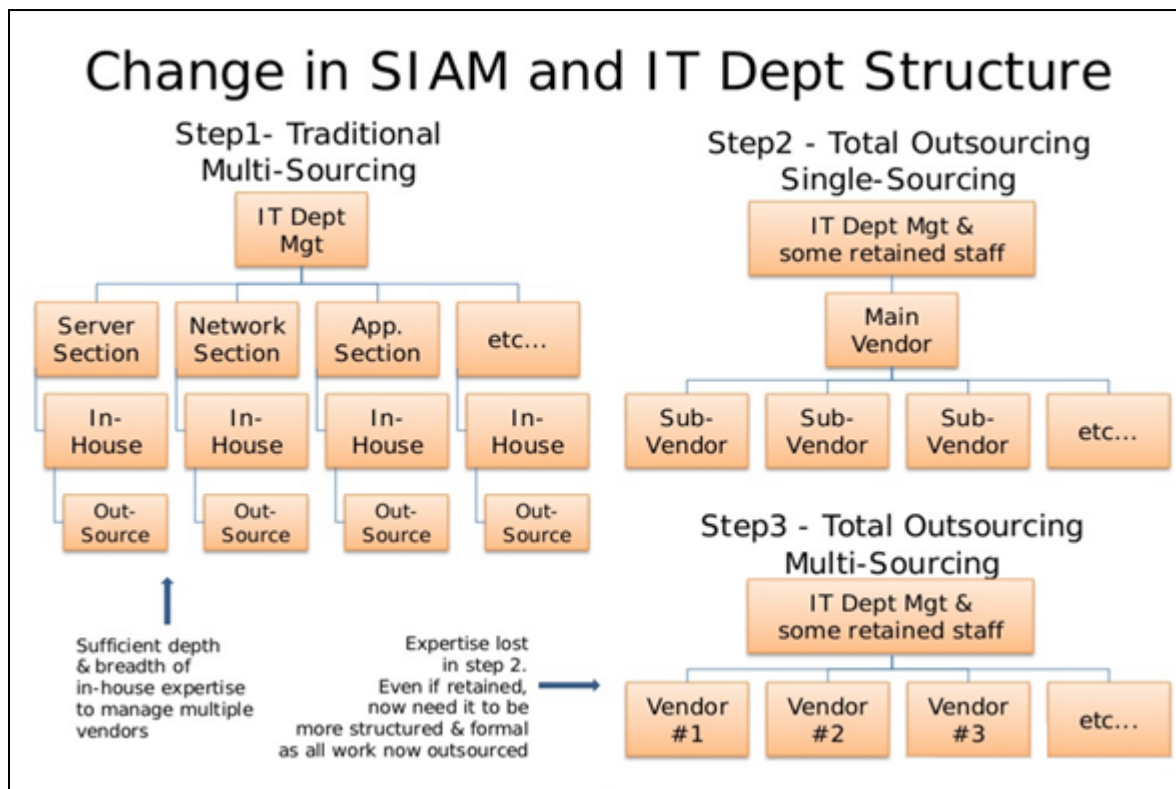 Change in SIAM and IT Dept Structure
Step1- Traditional
Multi-Sourcing
IT Dept
Mgt
Server
Section
Network
Section
App.
Section
etc...
In-
House
In-
House
In-
House
In-
House
Out-
Source
Out-
Source
Out-
Source
Out-
Source
Sufficient depth
& breadth of
in-house expertise
to manage multiple
vendors
Step2 - Total Outsourcing
Single-Sourcing
IT Dept Mgt &
some retained staff
Main
Vendor
Sub-
Vendor
Sub-
Vendor
Sub-
Vendor
etc...
Step3 - Total Outsourcing
Multi-Sourcing
IT Dept Mgt &
some retained staff
Vendor
#1
Vendor
#2
Vendor
#3
etc...
Expertise lost
in step 2.
Even if retained,
now need it to be
more structured & formal
as all work now outsourced